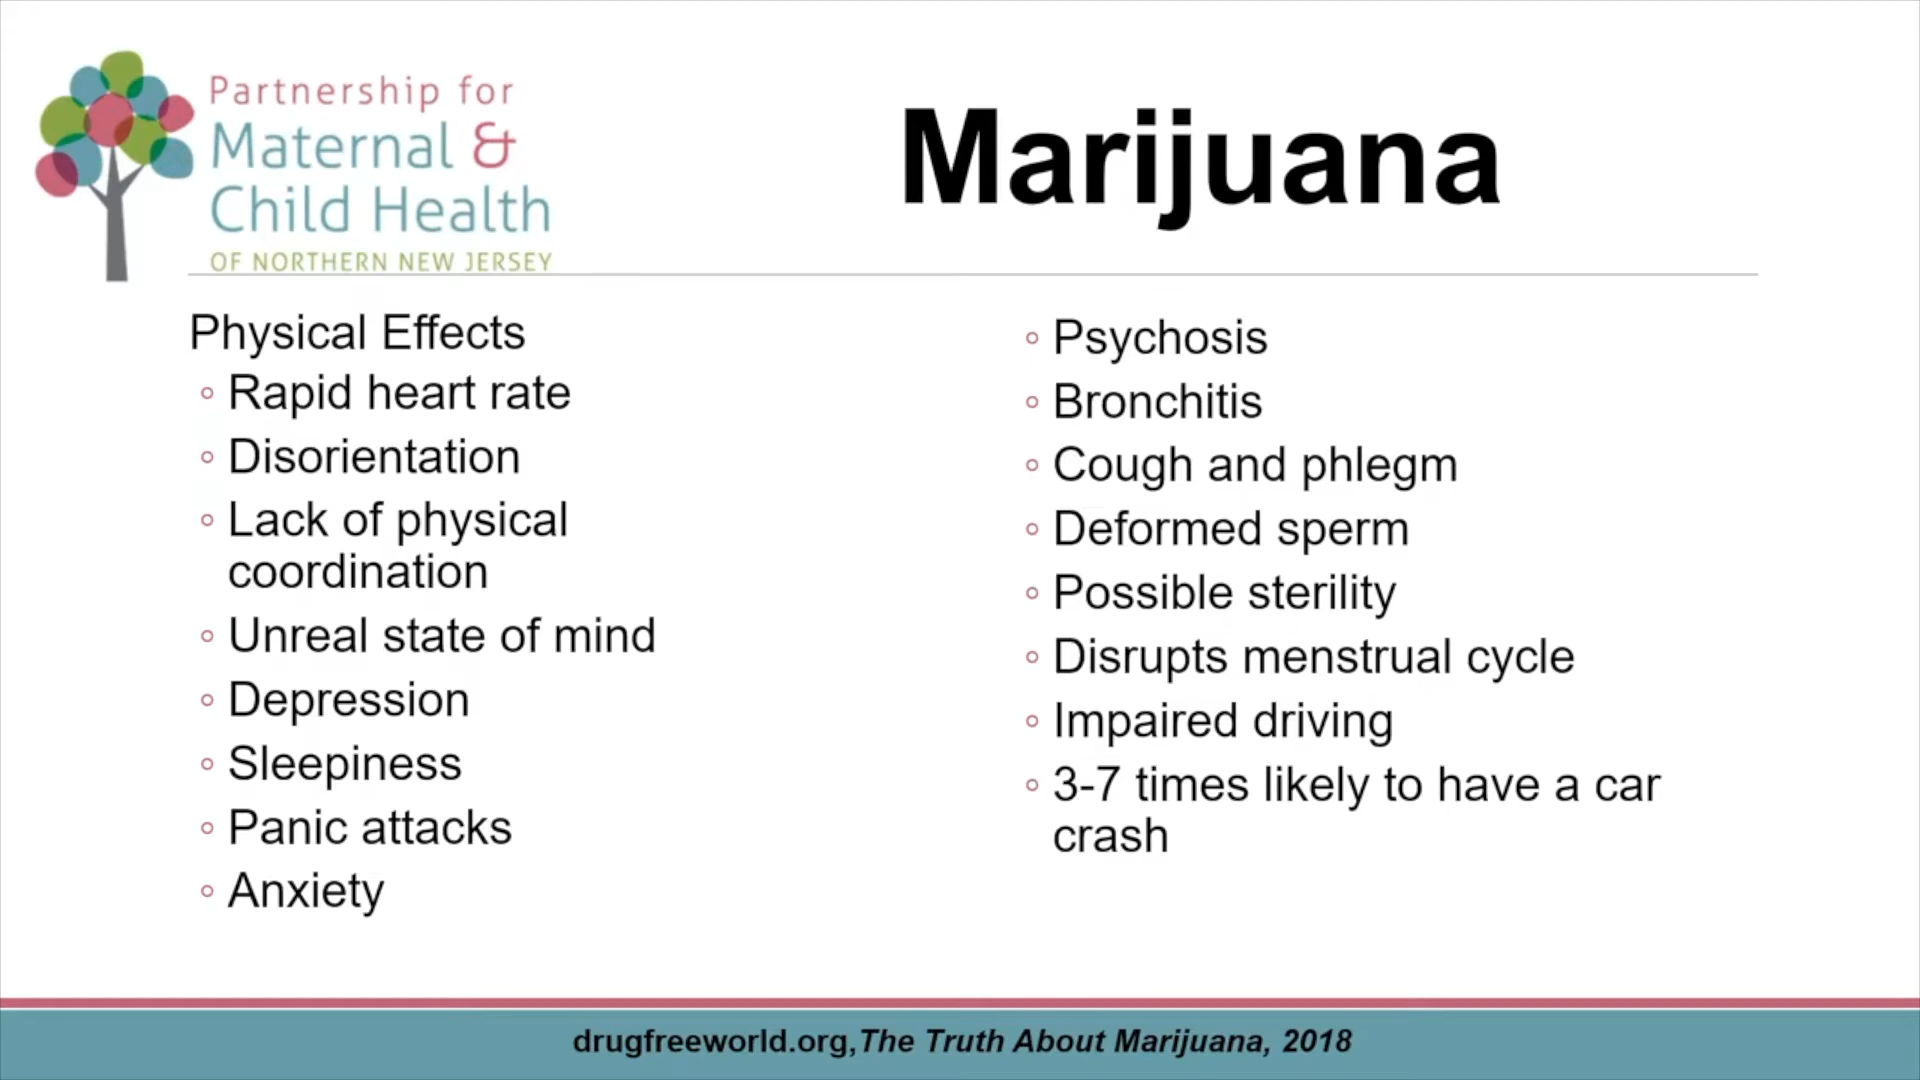 Partnership for
Maternal &
Child Health
OF NORTHERN NEW JERSEY
Marijuana
Physical Effects
◦ Rapid heart rate
◦ Disorientation
◦ Lack of physical
coordination
◦ Unreal state of mind
◦ Depression
◦ Sleepiness
◦ Panic attacks
◦ Anxiety
◦ Psychosis
◦ Bronchitis
◦ Cough and phlegm
◦ Deformed sperm
◦ Possible sterility
◦ Disrupts menstrual cycle
◦ Impaired driving
◦ 3-7 times likely to have a car
crash
drugfreeworld.org,The Truth About Marijuana, 2018